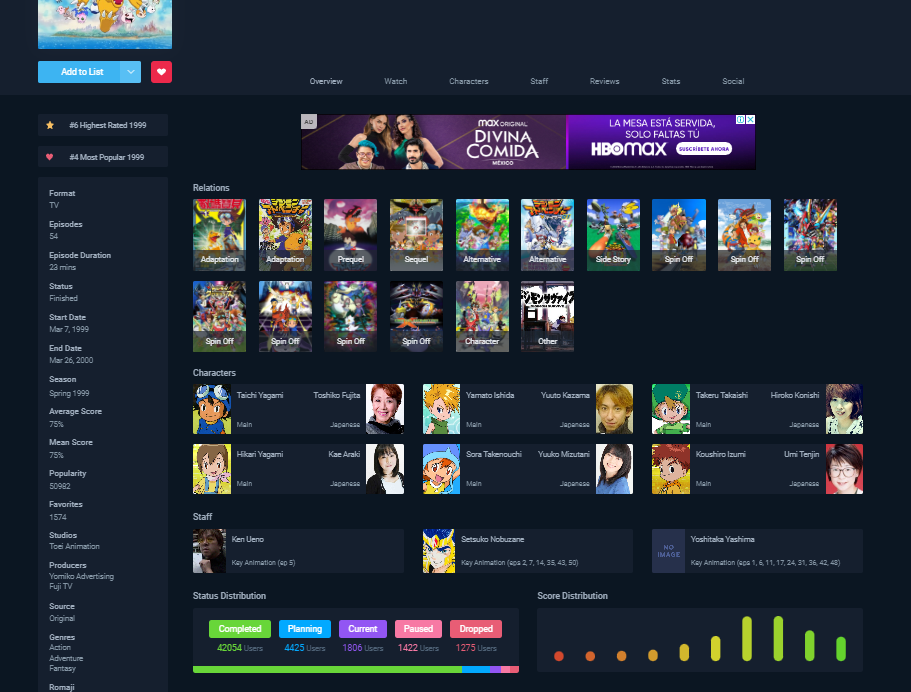 Add to List
Overview
Watch
Characters
Staff
Reviews
Stats
Social
#6 Highest Rated 1999
#4 Most Popular 1999
AD
max ORIGINAL
DIVINA
COMIDA
MÉXICO
LA MESA ESTÁ SERVIDA,
SOLO FALTAS TÚ
HBOmax
SUSCRÍBETE AHORA
Format
TV
Episodes
54
Episode Duration
23 mins
Status
Finished
Start Date
Mar 7, 1999
End Date
Mar 26, 2000
Season
Spring 1999
Average Score
75%
Mean Score
75%
Popularity
50982
Favorites
1574
Studios
Toei Animation
Producers
Yomiko Advertising
Fuji TV
Source
Original
Genres
Action
Adventure
Fantasy
Romaji
Relations
Adaptation
Adaptation
Prequel
Sequel
Alternative
Alternative
Side Story
Spin Off
Spin Off
Spin Off
Spin Off
Spin Off
Spin Off
Spin Off
Character
Other
Characters
Taichi Yagami
Toshiko Fujita
Main
Japanese
Yamato Ishida
Yuuto Kazama
Main
Japanese
Takeru Takaishi
Hiroko Konishi
Main
Japanese
Hikari Yagami
Kae Araki
Main
Japanese
Sora Takenouchi
Yuuko Mizutani
Main
Japanese
Koushiro Izumi
Umi Tenjin
Main
Japanese
Staff
Ken Ueno
Key Animation (ep 5)
Setsuko Nobuzane
Key Animation (eps 2, 7, 14, 35, 43, 50)
NO
IMAGE
Yoshitaka Yashima
Key Animation (eps 1, 6, 11, 17, 24, 31, 36, 42, 48)
Status Distribution
Completed
42054 Users
Planning
4425 Users
Current
1806 Users
Paused
1422 Users
Dropped
1275 Users
Score Distribution